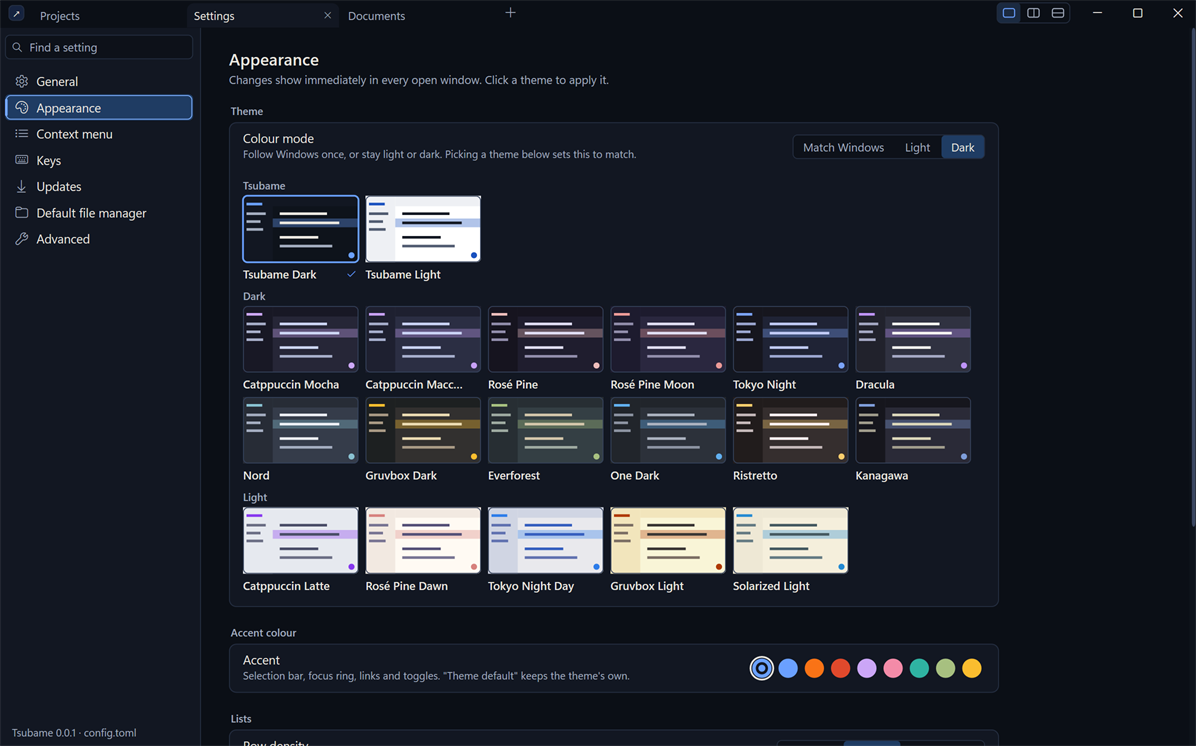 Projects
Settings
Documents
Find a setting
General
Appearance
Context menu
Keys
Updates
Default file manager
Advanced
Tsubame 0.0.1 · config.toml
Appearance
Changes show immediately in every open window. Click a theme to apply it.
Theme
Colour mode
Follow Windows once, or stay light or dark. Picking a theme below sets this to match.
Match Windows
Light
Dark
Tsubame
Tsubame Dark
Tsubame Light
Dark
Catppuccin Mocha
Catppuccin Macc...
Rosé Pine
Rosé Pine Moon
Tokyo Night
Dracula
Nord
Gruvbox Dark
Everforest
One Dark
Ristretto
Kanagawa
Light
Catppuccin Latte
Rosé Pine Dawn
Tokyo Night Day
Gruvbox Light
Solarized Light
Accent colour
Accent
Selection bar, focus ring, links and toggles. "Theme default" keeps the theme's own.
Lists
Row density